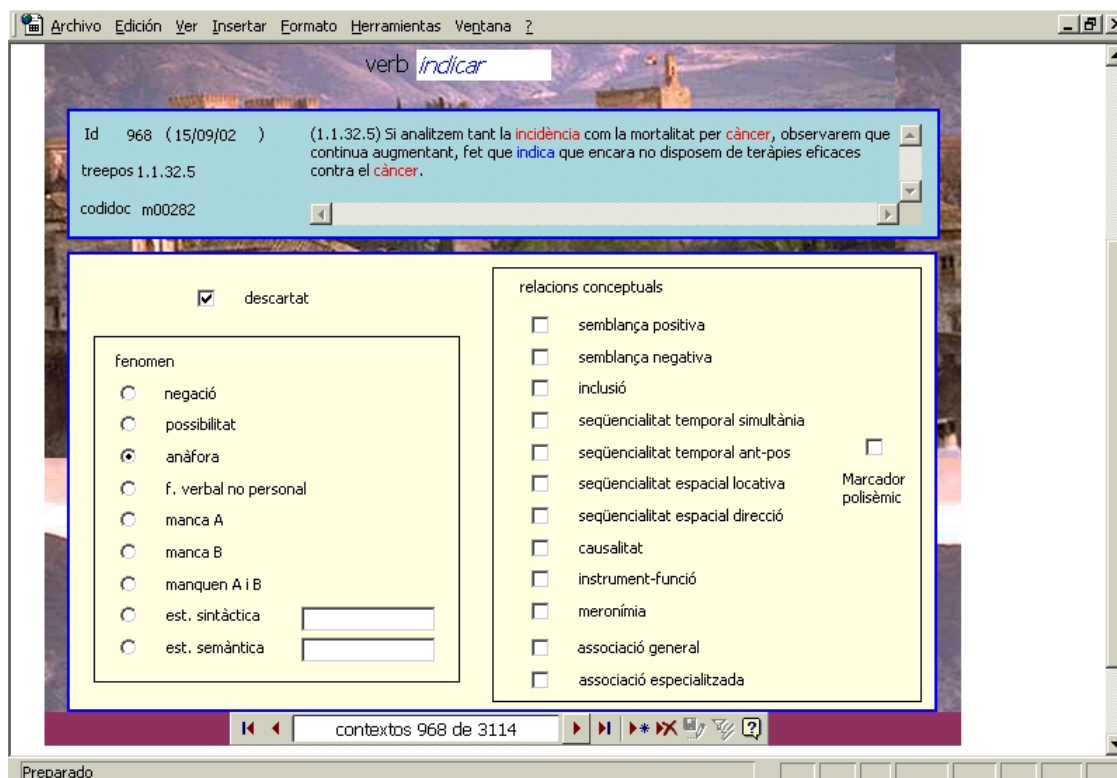 Archivo Edición Ver Insertar Formato Herramientas Ventana ?
verb indicar
Id 968 (15/09/02 )
treepos 1.1.32.5
codidoc m00282
(1.1.32.5) Si analitzem tant la incidència com la mortalitat per càncer, observarem que
continua augmentant, fet que indica que encara no disposem de teràpies eficaces
contra el càncer.
descartat
fenomen
negació
possibilitat
anàfora
f. verbal no personal
manca A
manca B
manquen A i B
est. sintàctica
est. semàntica
relacions conceptuals
semblança positiva
semblança negativa
inclusió
seqüencialitat temporal simultània
seqüencialitat temporal ant-pos
seqüencialitat espacial locativa
seqüencialitat espacial direcció
causalitat
instrument-funció
meronímia
associació general
associació especialitzada
Marcador
polisèmic
contextos 968 de 3114
Preparado